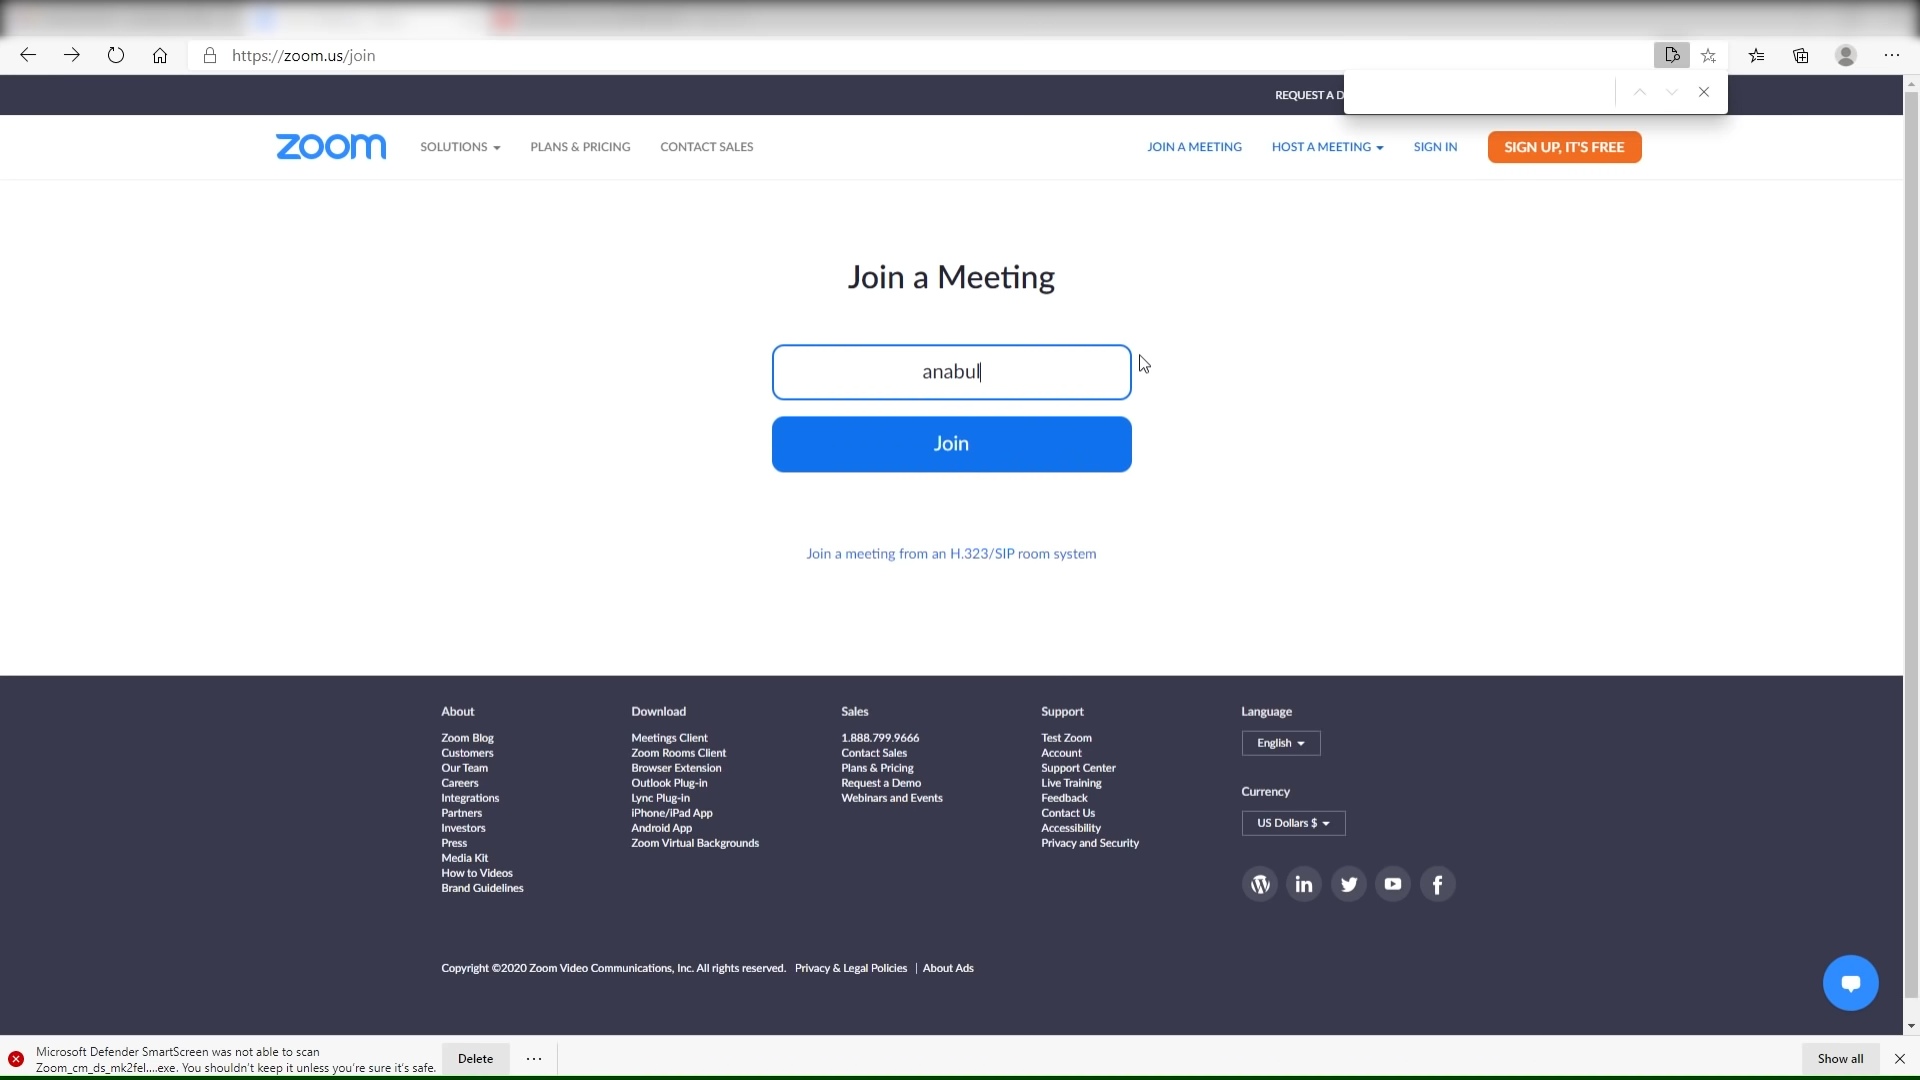 https://zoom.us/join
REQUEST A D
zoom
SOLUTIONS
PLANS & PRICING
CONTACT SALES
JOIN A MEETING
HOST A MEETING
SIGN IN
SIGN UP, IT'S FREE
Join a Meeting
anabul
Join
Join a meeting from an H.323/SIP room system
About
Zoom Blog
Customers
Our Team
Careers
Integrations
Partners
Investors
Press
Media Kit
How to Videos
Brand Guidelines
Download
Meetings Client
Zoom Rooms Client
Browser Extension
Outlook Plug-in
Lync Plug-in
iPhone/iPad App
Android App
Zoom Virtual Backgrounds
Sales
1.888.799.9666
Contact Sales
Plans & Pricing
Request a Demo
Webinars and Events
Support
Test Zoom
Account
Support Center
Live Training
Feedback
Contact Us
Accessibility
Privacy and Security
Language
English
Currency
US Dollars $
Copyright ©2020 Zoom Video Communications, Inc. All rights reserved. Privacy & Legal Policies | About Ads
Microsoft Defender SmartScreen was not able to scan
Zoom_cm_ds_mk2fel....exe. You shouldn't keep it unless you're sure it's safe.
Delete
Show all